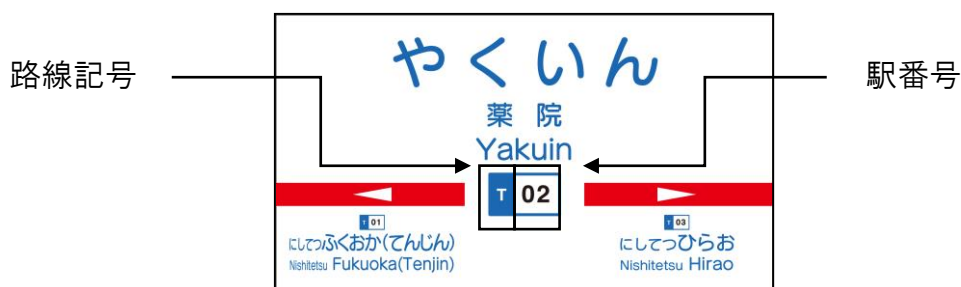 やくいん
路線記号
駅番号
薬院
Yakuin
T 02
T 01
にしてつふくおか(てんじん)
Nishitetsu Fukuoka(Tenjin)
T 03
にしてつひらお
Nishitetsu Hirao